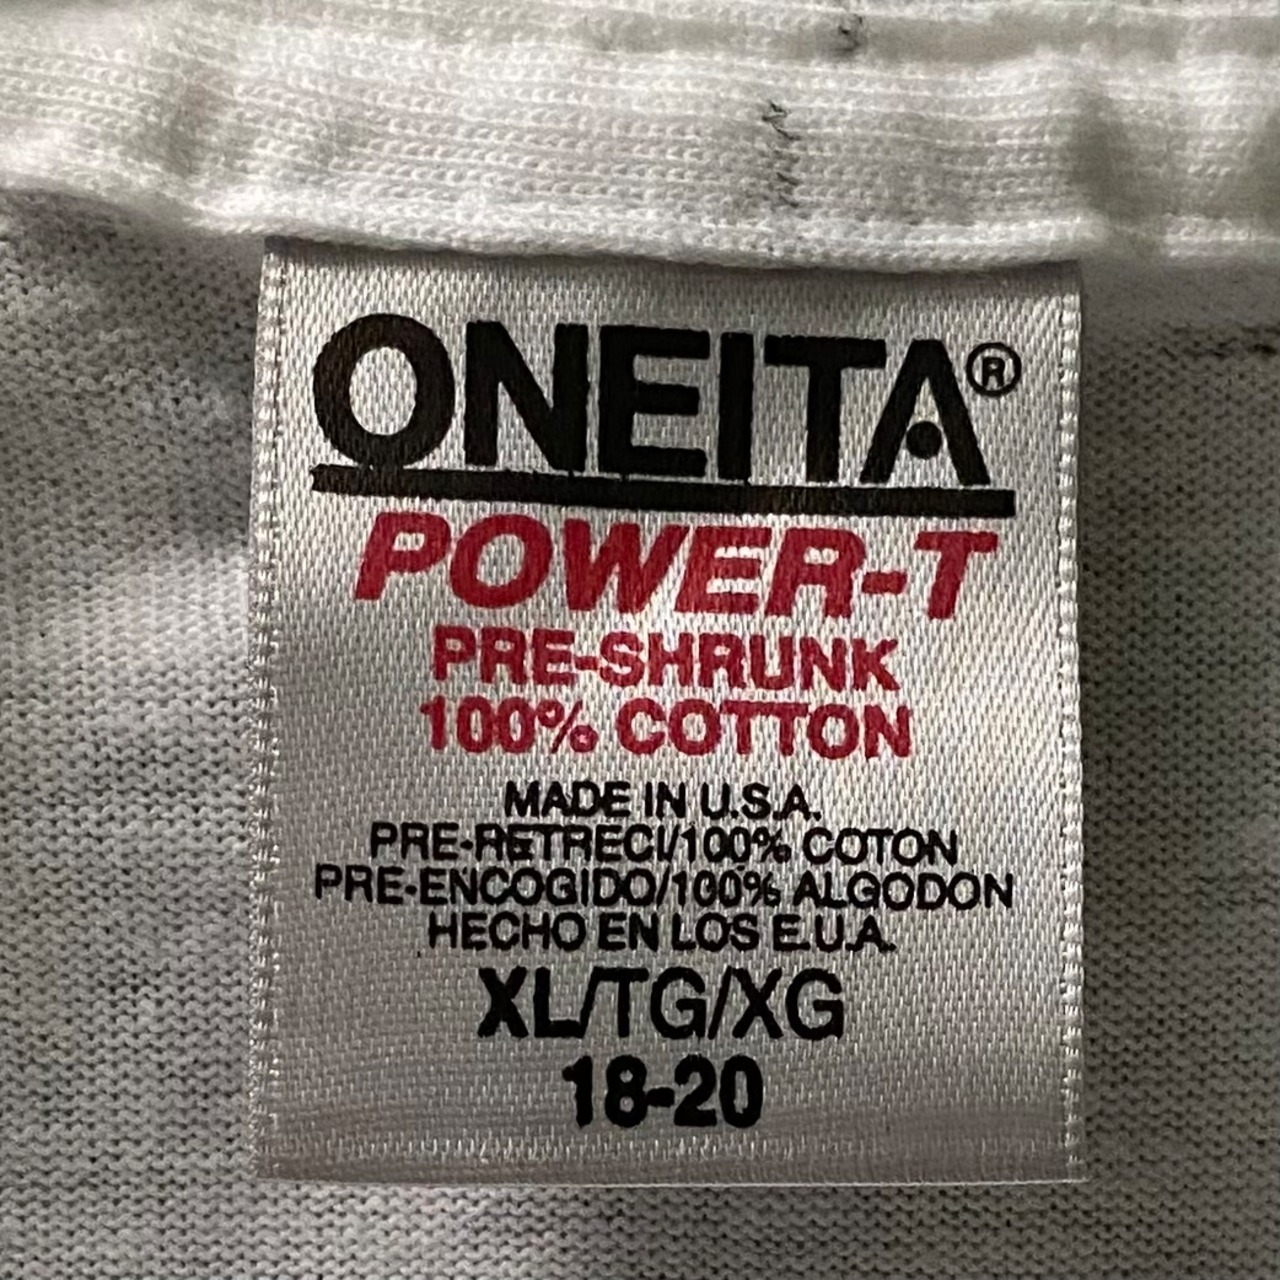 ONEITA®
POWER-T
PRE-SHRUNK
100% COTTON
MADE IN U.S.A.
PRE-RETRECI/100% COTON
PRE-ENCOGIDO/100% ALGODON
HECHO EN LOS E.U.A.
XL/TG/XG
18-20